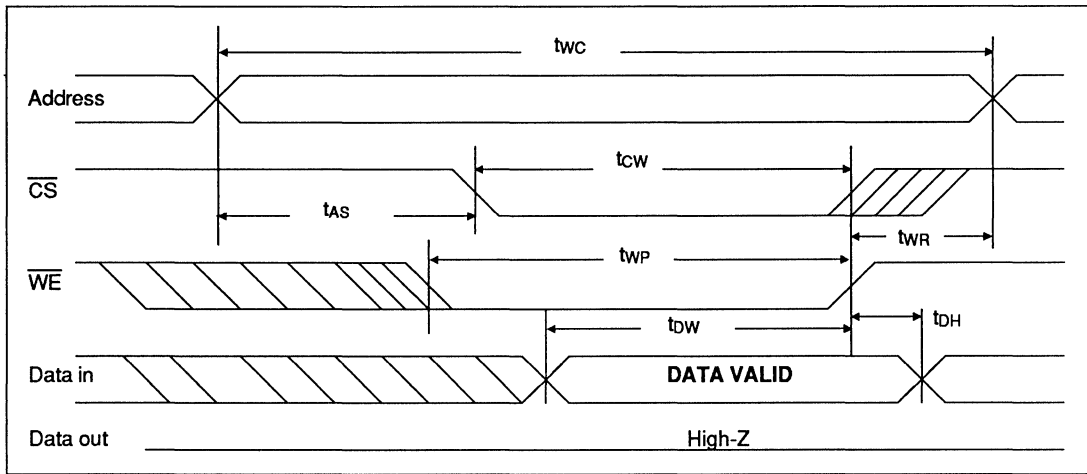 tWC
Address
tCW
CS
tAS
tWR
tWP
WE
tDW
tDH
Data in
DATA VALID
Data out
High-Z